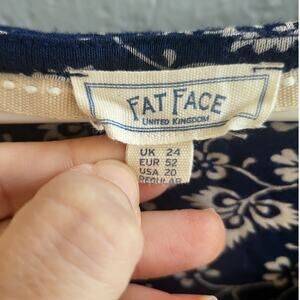 FAT FACE
UNITED KINGDOM
UK 24
EUR 52
USA 20
REGULAR